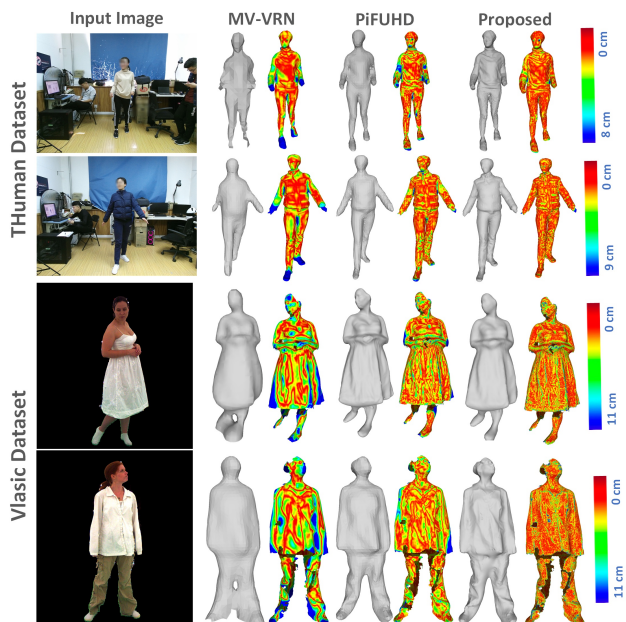 Input Image MV-VRN PiFUHD Proposed
THuman Dataset
0 cm
8 cm
0 cm
9 cm
Vlasic Dataset
0 cm
11 cm
0 cm
11 cm